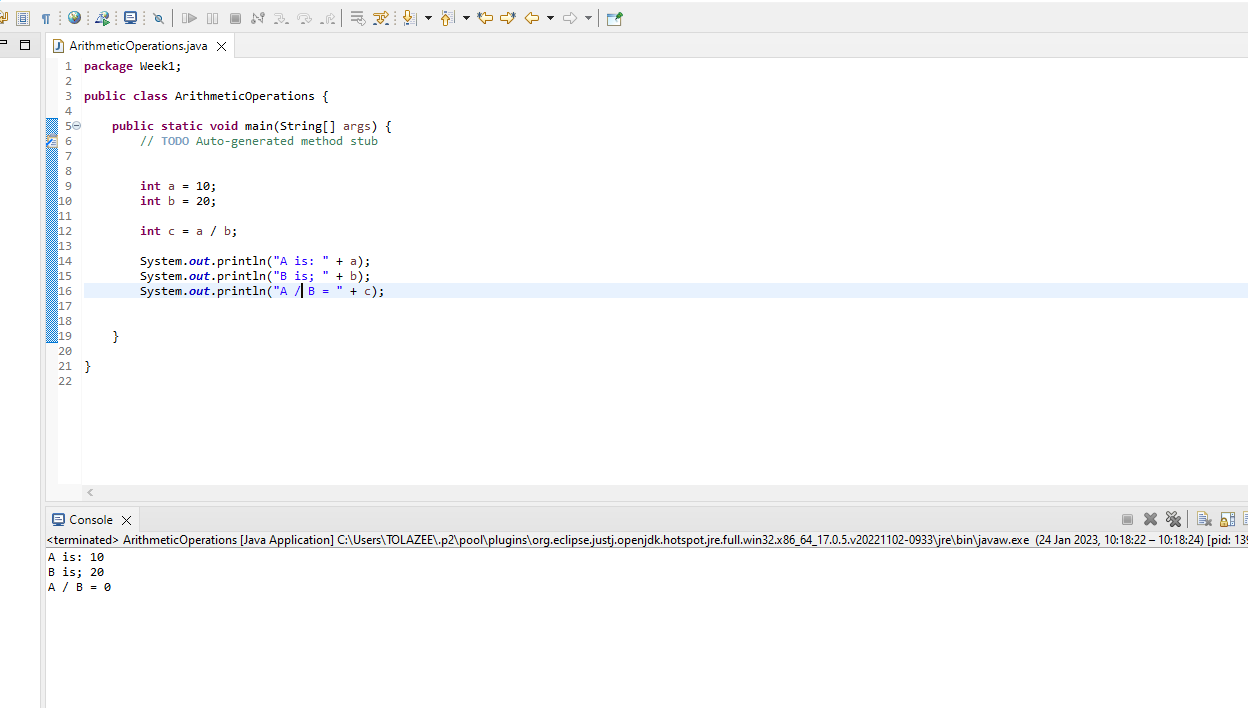 ArithmeticOperations.java
1 package Week1;
2
3 public class ArithmeticOperations {
4
5 public static void main(String[] args) {
6 // TODO Auto-generated method stub
7
8
9 int a = 10;
10 int b = 20;
11
12 int c = a / b;
13
14 System.out.println("A is: " + a);
15 System.out.println("B is; " + b);
16 System.out.println("A / B = " + c);
17
18
19 }
20
21 }
22
Console
<terminated> ArithmeticOperations [Java Application] C:\Users\TOLAZEE\.p2\pool\plugins\org.eclipse.justj.openjdk.hotspot.jre.full.win32.x86_64_17.0.5.v20221102-0933\jre\bin\javaw.exe (24 Jan 2023, 10:18:22 – 10:18:24) [pid:
A is: 10
B is; 20
A / B = 0